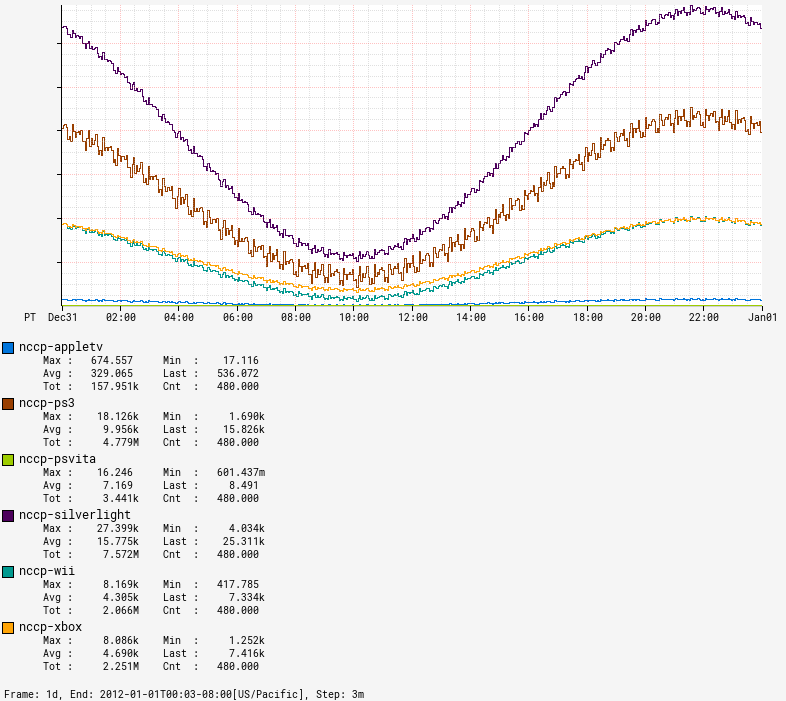 PT Dec31 02:00 04:00 06:00 08:00 10:00 12:00 14:00 16:00 18:00 20:00 22:00 Jan01
nccp-appletv
Max : 674.557 Min : 17.116
Avg : 329.065 Last : 536.072
Tot : 157.951k Cnt : 480.000
nccp-ps3
Max : 18.126k Min : 1.690k
Avg : 9.956k Last : 15.826k
Tot : 4.779M Cnt : 480.000
nccp-psvita
Max : 16.246 Min : 601.437m
Avg : 7.169 Last : 8.491
Tot : 3.441k Cnt : 480.000
nccp-silverlight
Max : 27.399k Min : 4.034k
Avg : 15.775k Last : 25.311k
Tot : 7.572M Cnt : 480.000
nccp-wii
Max : 8.169k Min : 417.785
Avg : 4.305k Last : 7.334k
Tot : 2.066M Cnt : 480.000
nccp-xbox
Max : 8.086k Min : 1.252k
Avg : 4.690k Last : 7.416k
Tot : 2.251M Cnt : 480.000
Frame: 1d, End: 2012-01-01T00:03-08:00[US/Pacific], Step: 3m